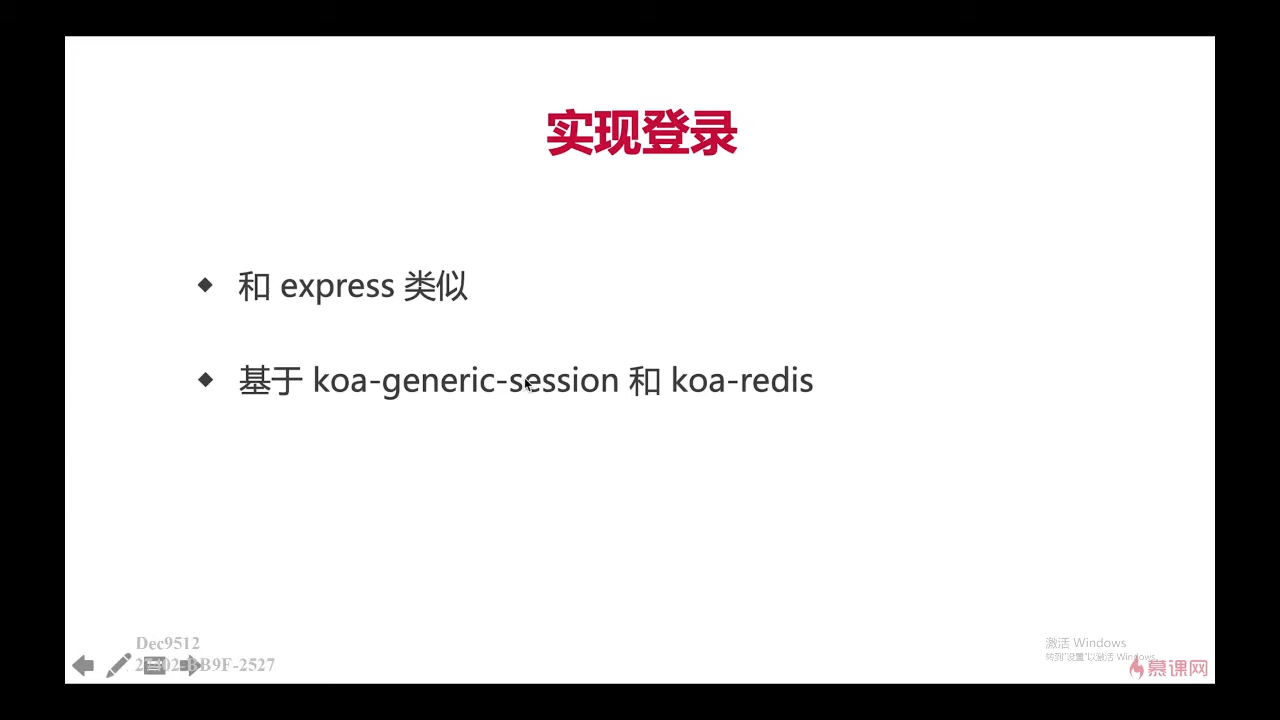 实现登录
和 express 类似
基于 koa-generic-session 和 koa-redis
Dec9512
激活 Windows
转到"设置"以激活 Windows。
慕课网